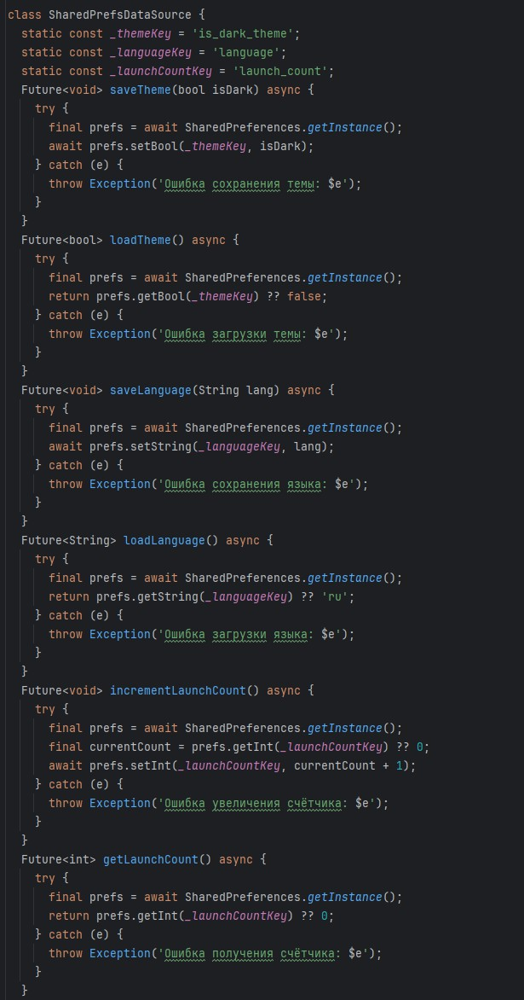 class SharedPrefsDataSource {
static const _themeKey = 'is_dark_theme';
static const _languageKey = 'language';
static const _launchCountKey = 'launch_count';
Future<void> saveTheme(bool isDark) async {
try {
final prefs = await SharedPreferences.getInstance();
await prefs.setBool(_themeKey, isDark);
} catch (e) {
throw Exception('Ошибка сохранения темы: $e');
}
}
Future<bool> loadTheme() async {
try {
final prefs = await SharedPreferences.getInstance();
return prefs.getBool(_themeKey) ?? false;
} catch (e) {
throw Exception('Ошибка загрузки темы: $e');
}
}
Future<void> saveLanguage(String lang) async {
try {
final prefs = await SharedPreferences.getInstance();
await prefs.setString(_languageKey, lang);
} catch (e) {
throw Exception('Ошибка сохранения языка: $e');
}
}
Future<String> loadLanguage() async {
try {
final prefs = await SharedPreferences.getInstance();
return prefs.getString(_languageKey) ?? 'ru';
} catch (e) {
throw Exception('Ошибка загрузки языка: $e');
}
}
Future<void> incrementLaunchCount() async {
try {
final prefs = await SharedPreferences.getInstance();
final currentCount = prefs.getInt(_launchCountKey) ?? 0;
await prefs.setInt(_launchCountKey, currentCount + 1);
} catch (e) {
throw Exception('Ошибка увеличения счётчика: $e');
}
}
Future<int> getLaunchCount() async {
try {
final prefs = await SharedPreferences.getInstance();
return prefs.getInt(_launchCountKey) ?? 0;
} catch (e) {
throw Exception('Ошибка получения счётчика: $e');
}
}